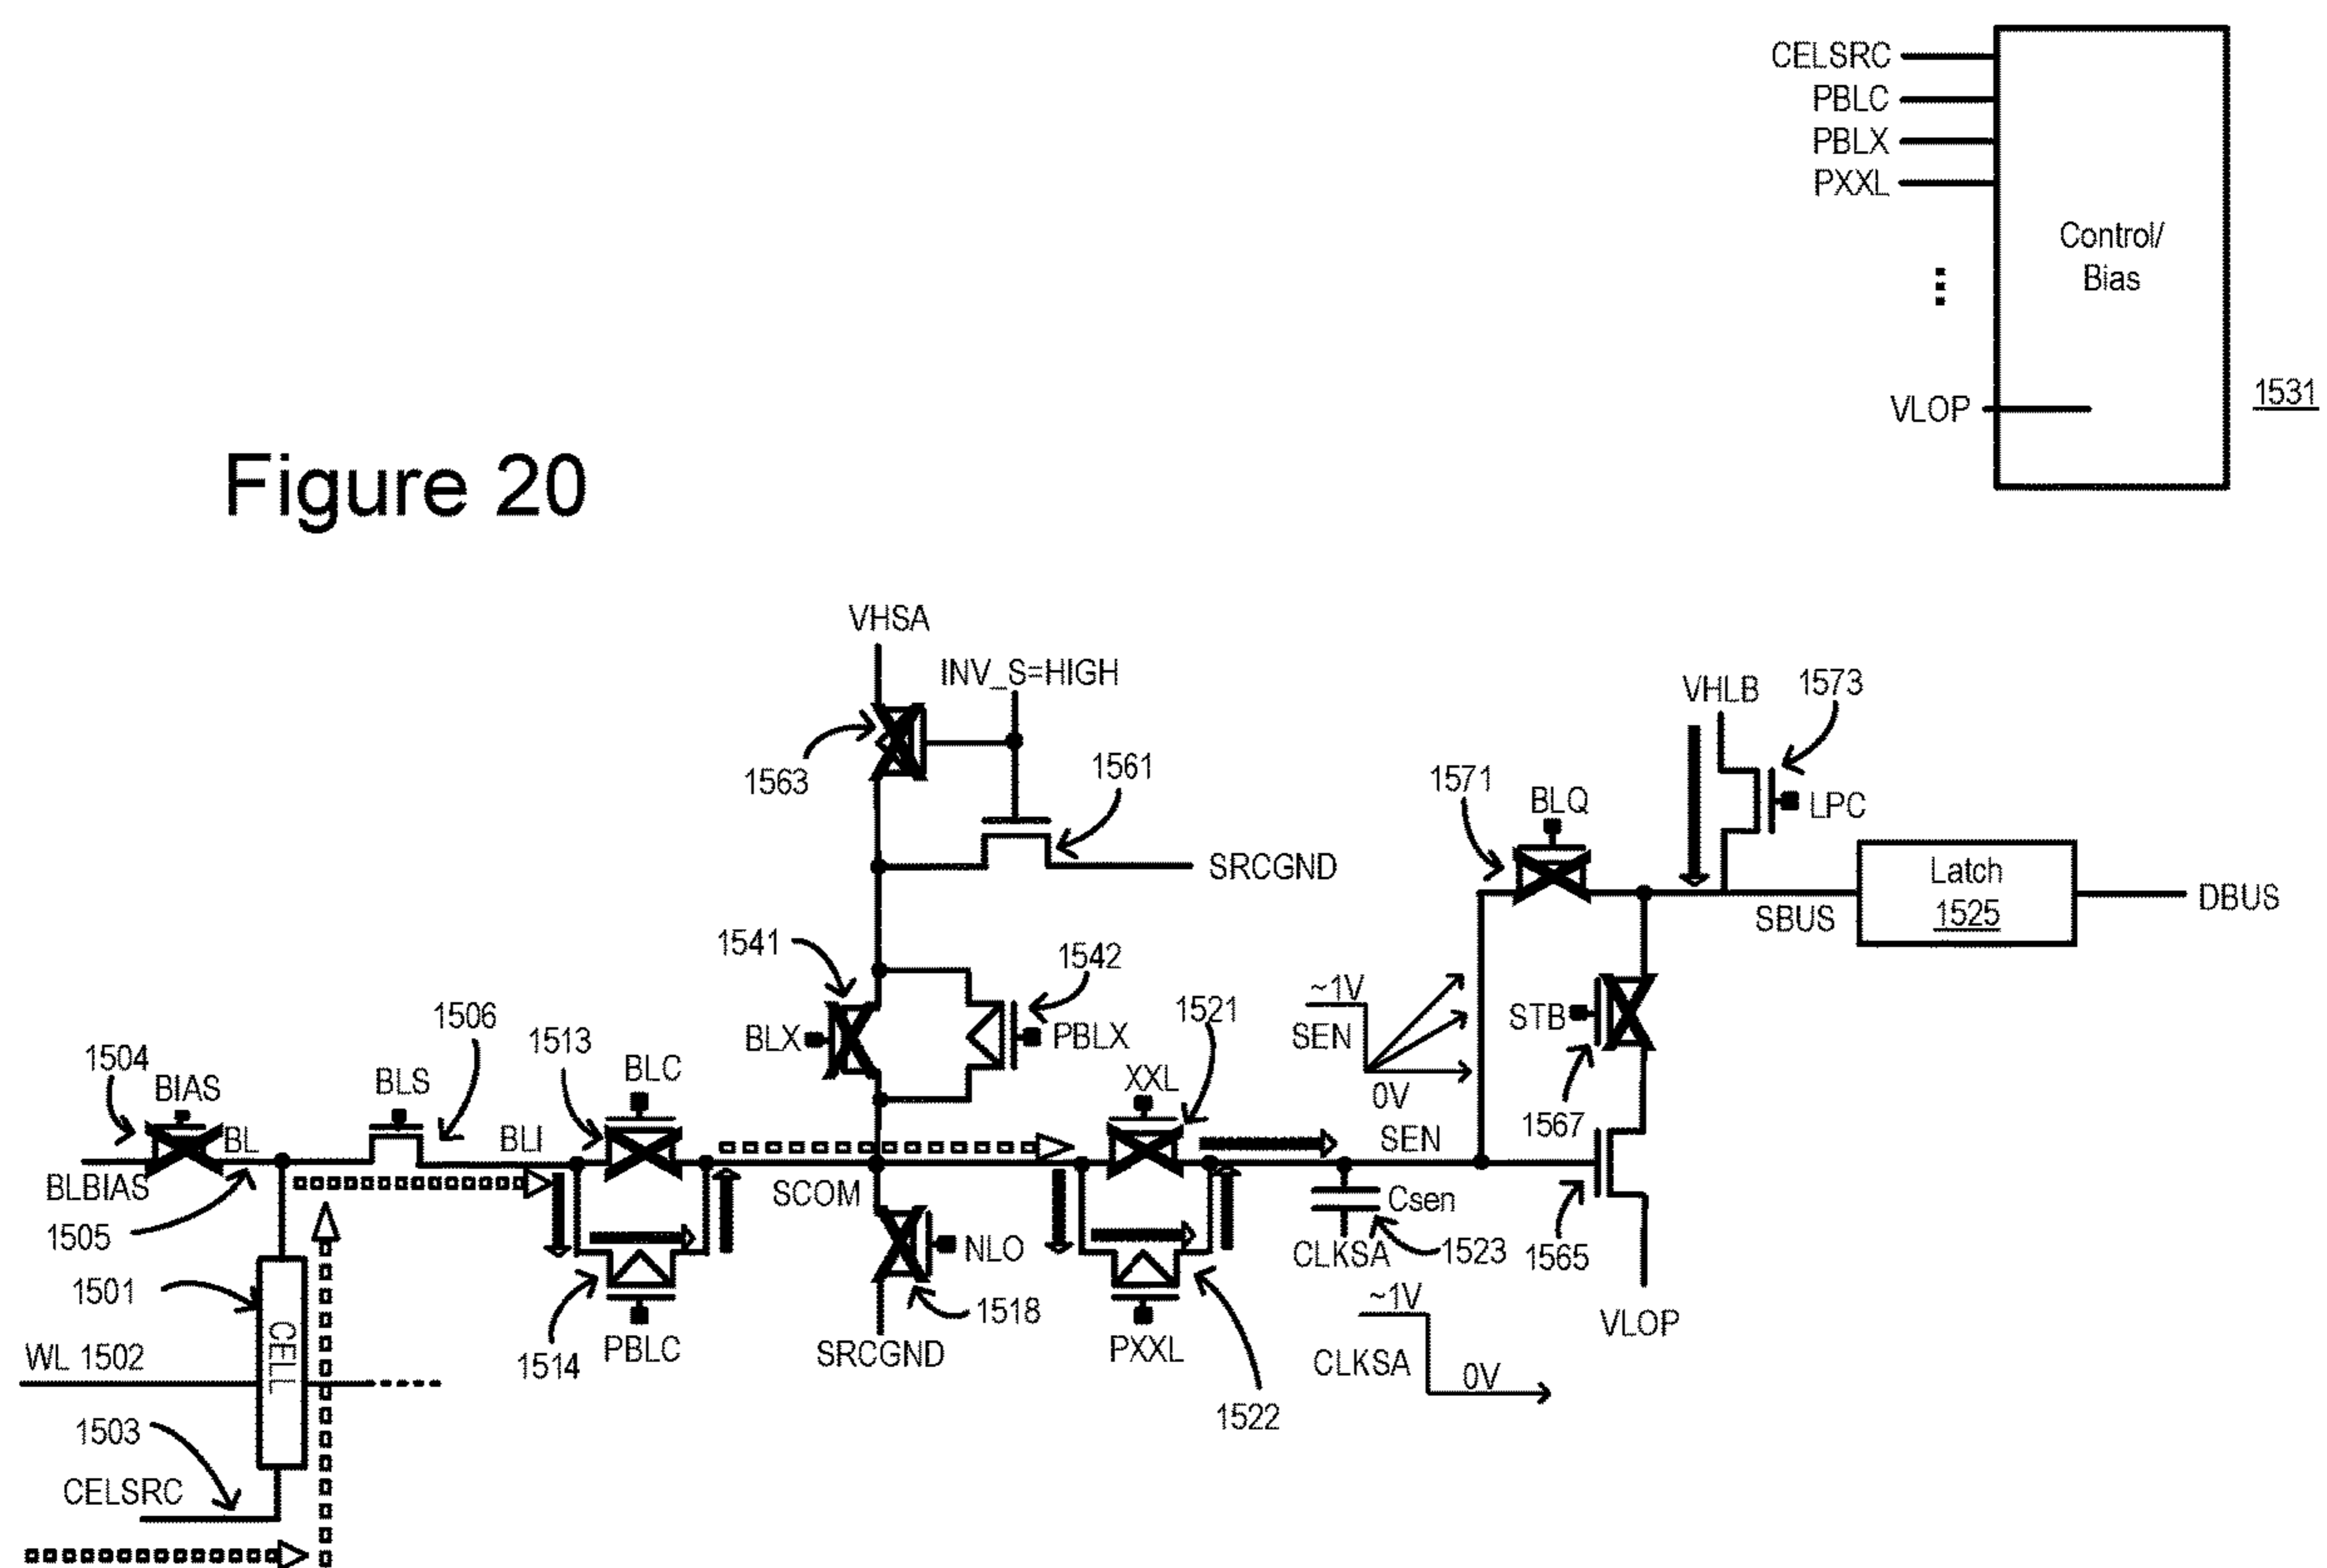 CELSRC
PBLC
PBLX
PXXL
Control/
Bias
VLOP
1531
Figure 20
VHSA
INV_S=HIGH
1563
1561
SRCGND
VHLB
1573
1571
BLQ
LPC
Latch
1525
SBUS
DBUS
1541
1542
BLX
PBLX
1521
~1V
SEN
0V
STB
1567
1504
BIAS
BL
BLS
1506
1513
BLC
BLI
XXL
SEN
BLBIAS
1505
SCOM
Csen
1523
CLKSA
1565
1501
CELL
NLO
1518
1514
PBLC
SRCGND
PXXL
1522
~1V
CLKSA
0V
VLOP
WL 1502
1503
CELSRC